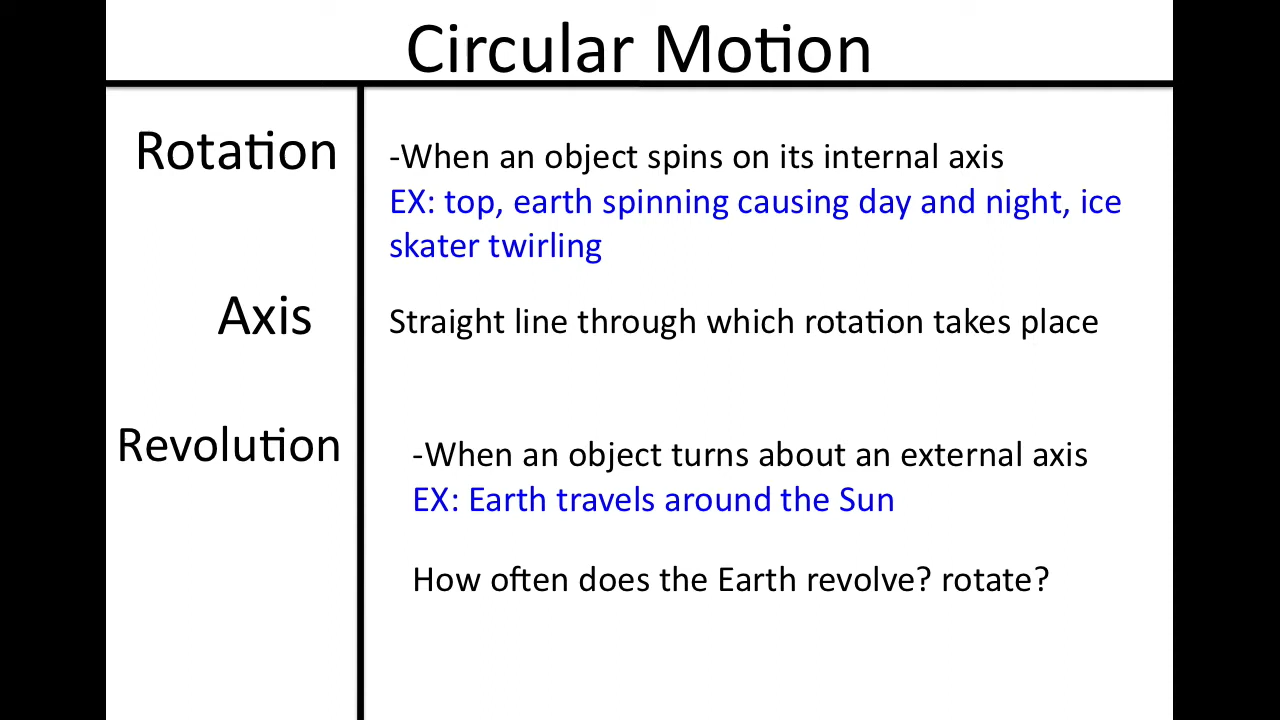 Circular Motion
Rotation
-When an object spins on its internal axis
EX: top, earth spinning causing day and night, ice
skater twirling
Axis
Straight line through which rotation takes place
Revolution
-When an object turns about an external axis
EX: Earth travels around the Sun
How often does the Earth revolve? rotate?